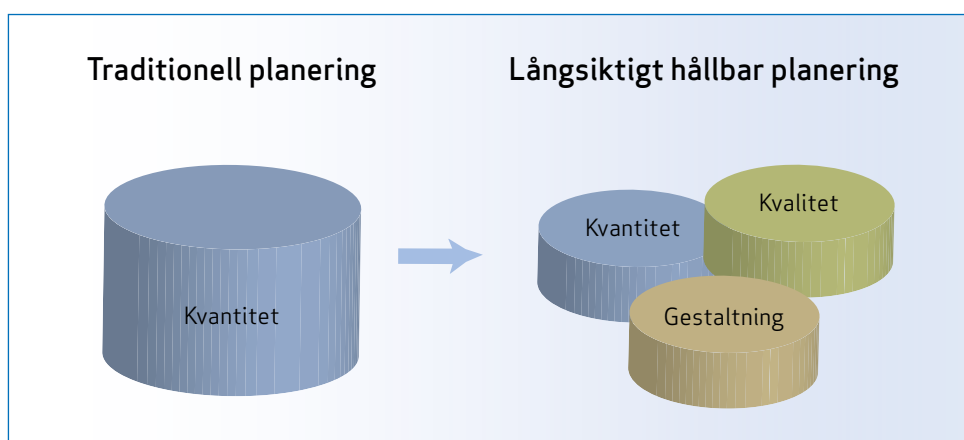 Traditionell planering
Långsiktigt hållbar planering
Kvantitet
Kvantitet
Kvalitet
Gestaltning